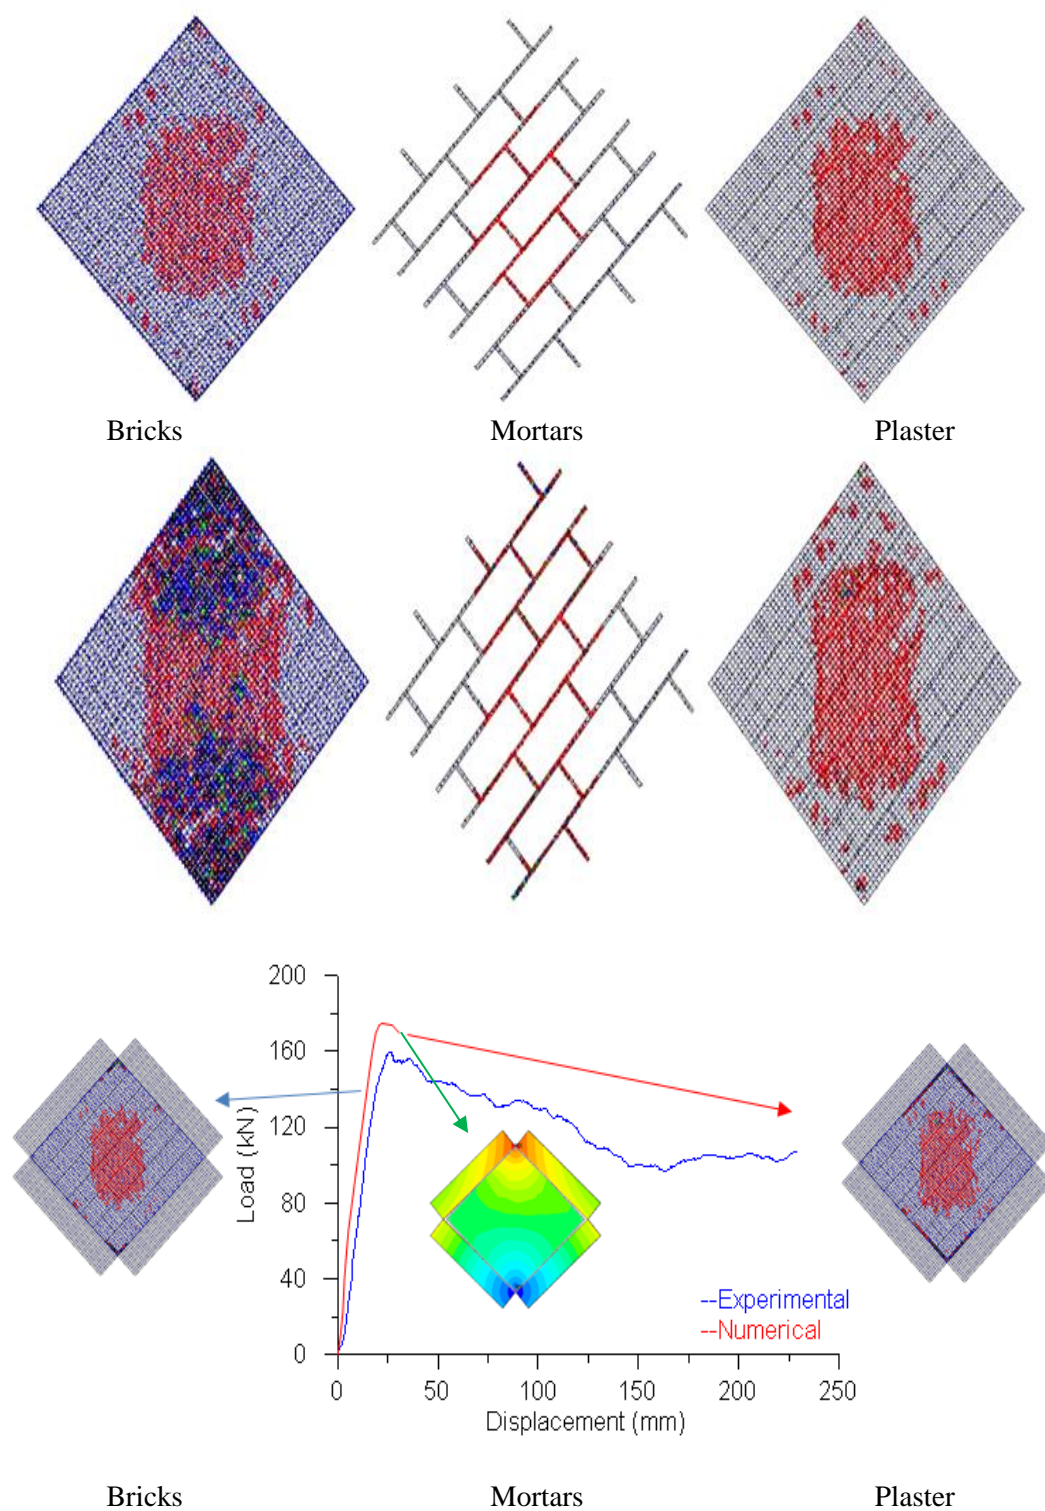 Bricks Mortars Plaster
200
160
120
80
40
0
Load (kN)
--Experimental
--Numerical
0 50 100 150 200 250
Displacement (mm)
Bricks Mortars Plaster